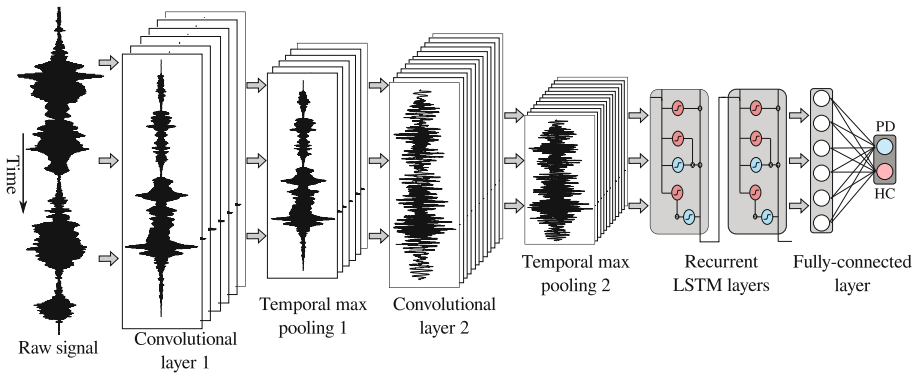 Time
Raw signal
Convolutional
layer 1
Temporal max
pooling 1
Convolutional
layer 2
Temporal max
pooling 2
Recurrent
LSTM layers
Fully-connected
layer
PD
HC